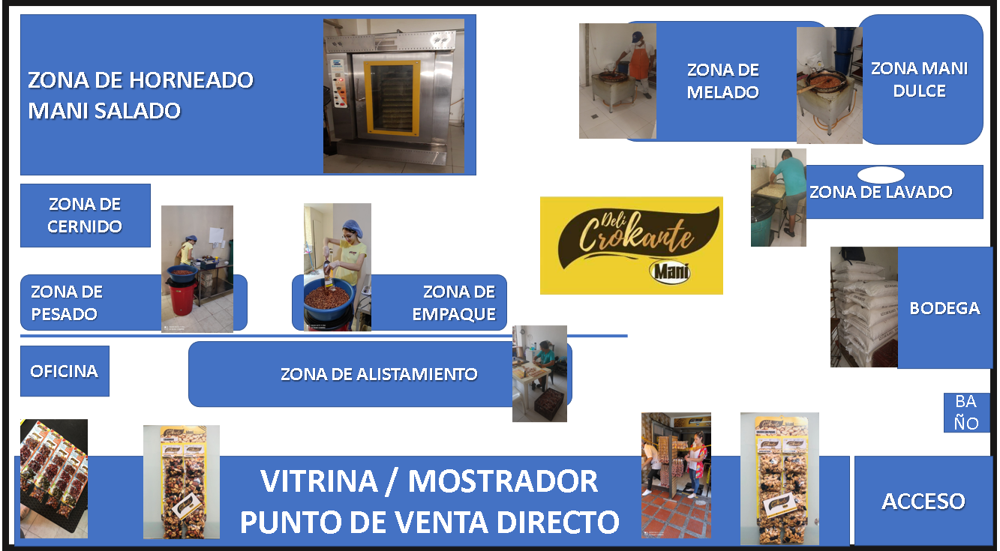 ZONA DE HORNEADO
MANI SALADO
ZONA DE
MELADO
ZONA MANI
DULCE
ZONA DE
CERNIDO
ZONA DE LAVADO
Deli
Crokante
Maní
ZONA DE
PESADO
ZONA DE
EMPAQUE
BODEGA
OFICINA
ZONA DE ALISTAMIENTO
BA
ÑO
VITRINA / MOSTRADOR
PUNTO DE VENTA DIRECTO
ACCESO